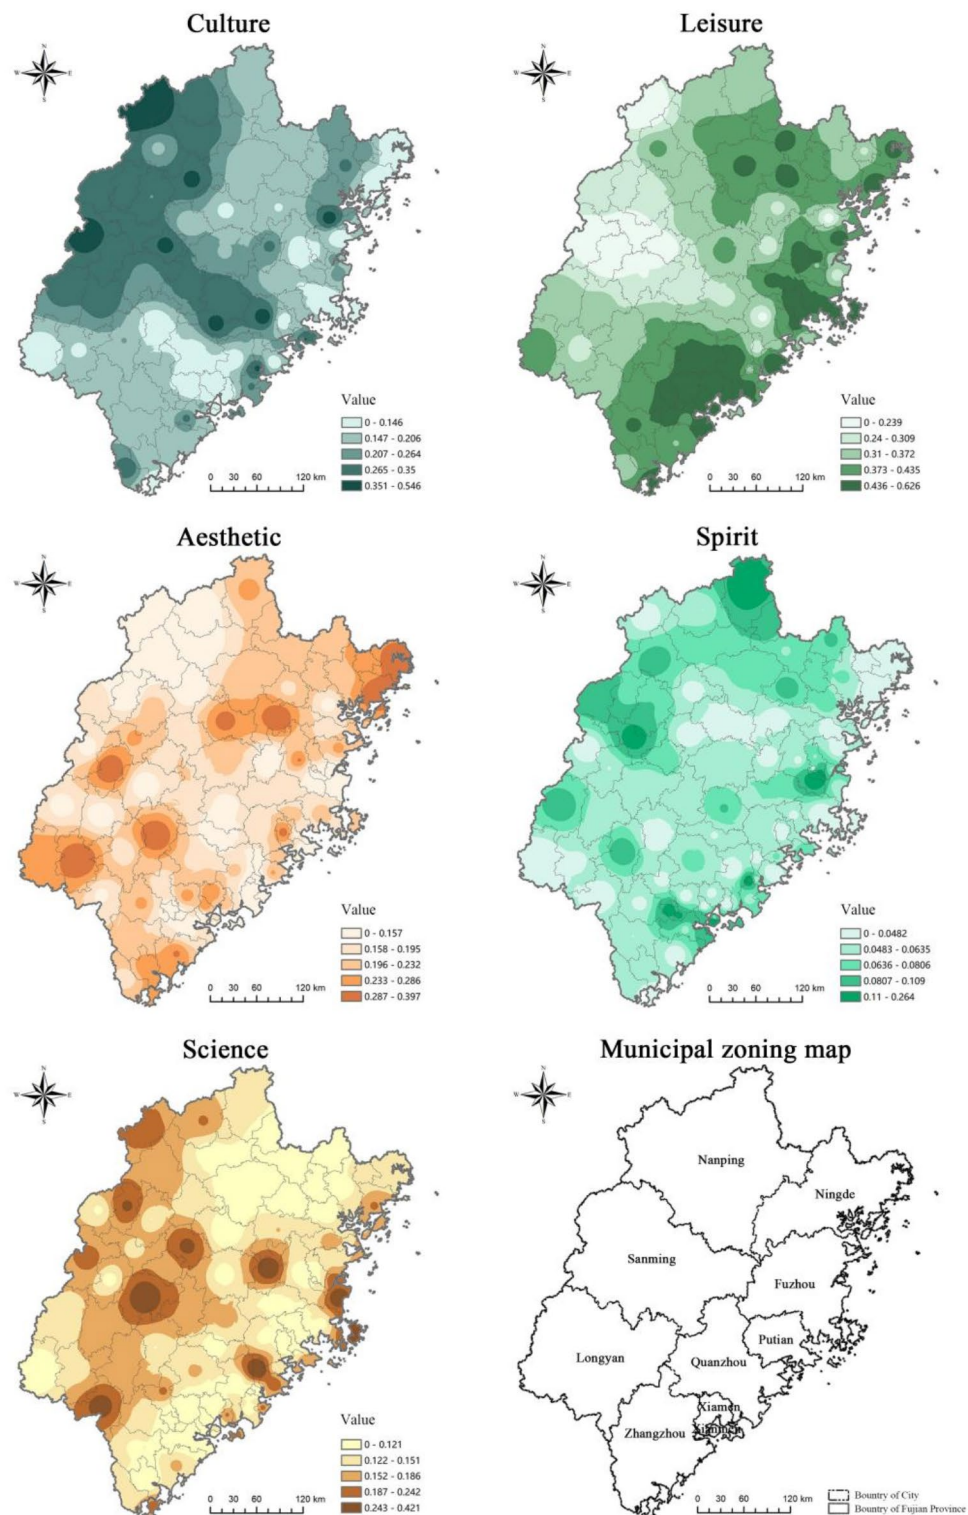 Culture
Leisure
N
W
E
S
N
W
E
S
Value
0 - 0.146
0.147 - 0.206
0.207 - 0.264
0.265 - 0.35
0.351 - 0.546
0 30 60 120 km
Value
0 - 0.239
0.24 - 0.309
0.31 - 0.372
0.373 - 0.435
0.436 - 0.626
0 30 60 120 km
Aesthetic
Spirit
N
W
E
S
N
W
E
S
Value
0 - 0.157
0.158 - 0.195
0.196 - 0.232
0.233 - 0.286
0.287 - 0.397
0 30 60 120 km
Value
0 - 0.0482
0.0483 - 0.0635
0.0636 - 0.0806
0.0807 - 0.109
0.11 - 0.264
0 30 60 120 km
Science
Municipal zoning map
N
W
E
S
N
W
E
S
Value
0 - 0.121
0.122 - 0.151
0.152 - 0.186
0.187 - 0.242
0.243 - 0.421
0 30 60 120 km
Nanping
Ningde
Sanming
Fuzhou
Putian
Longyan
Quanzhou
Xiamen
Zhangzhou
0 30 60 120 km
Bountry of City
Bountry of Fujian Province